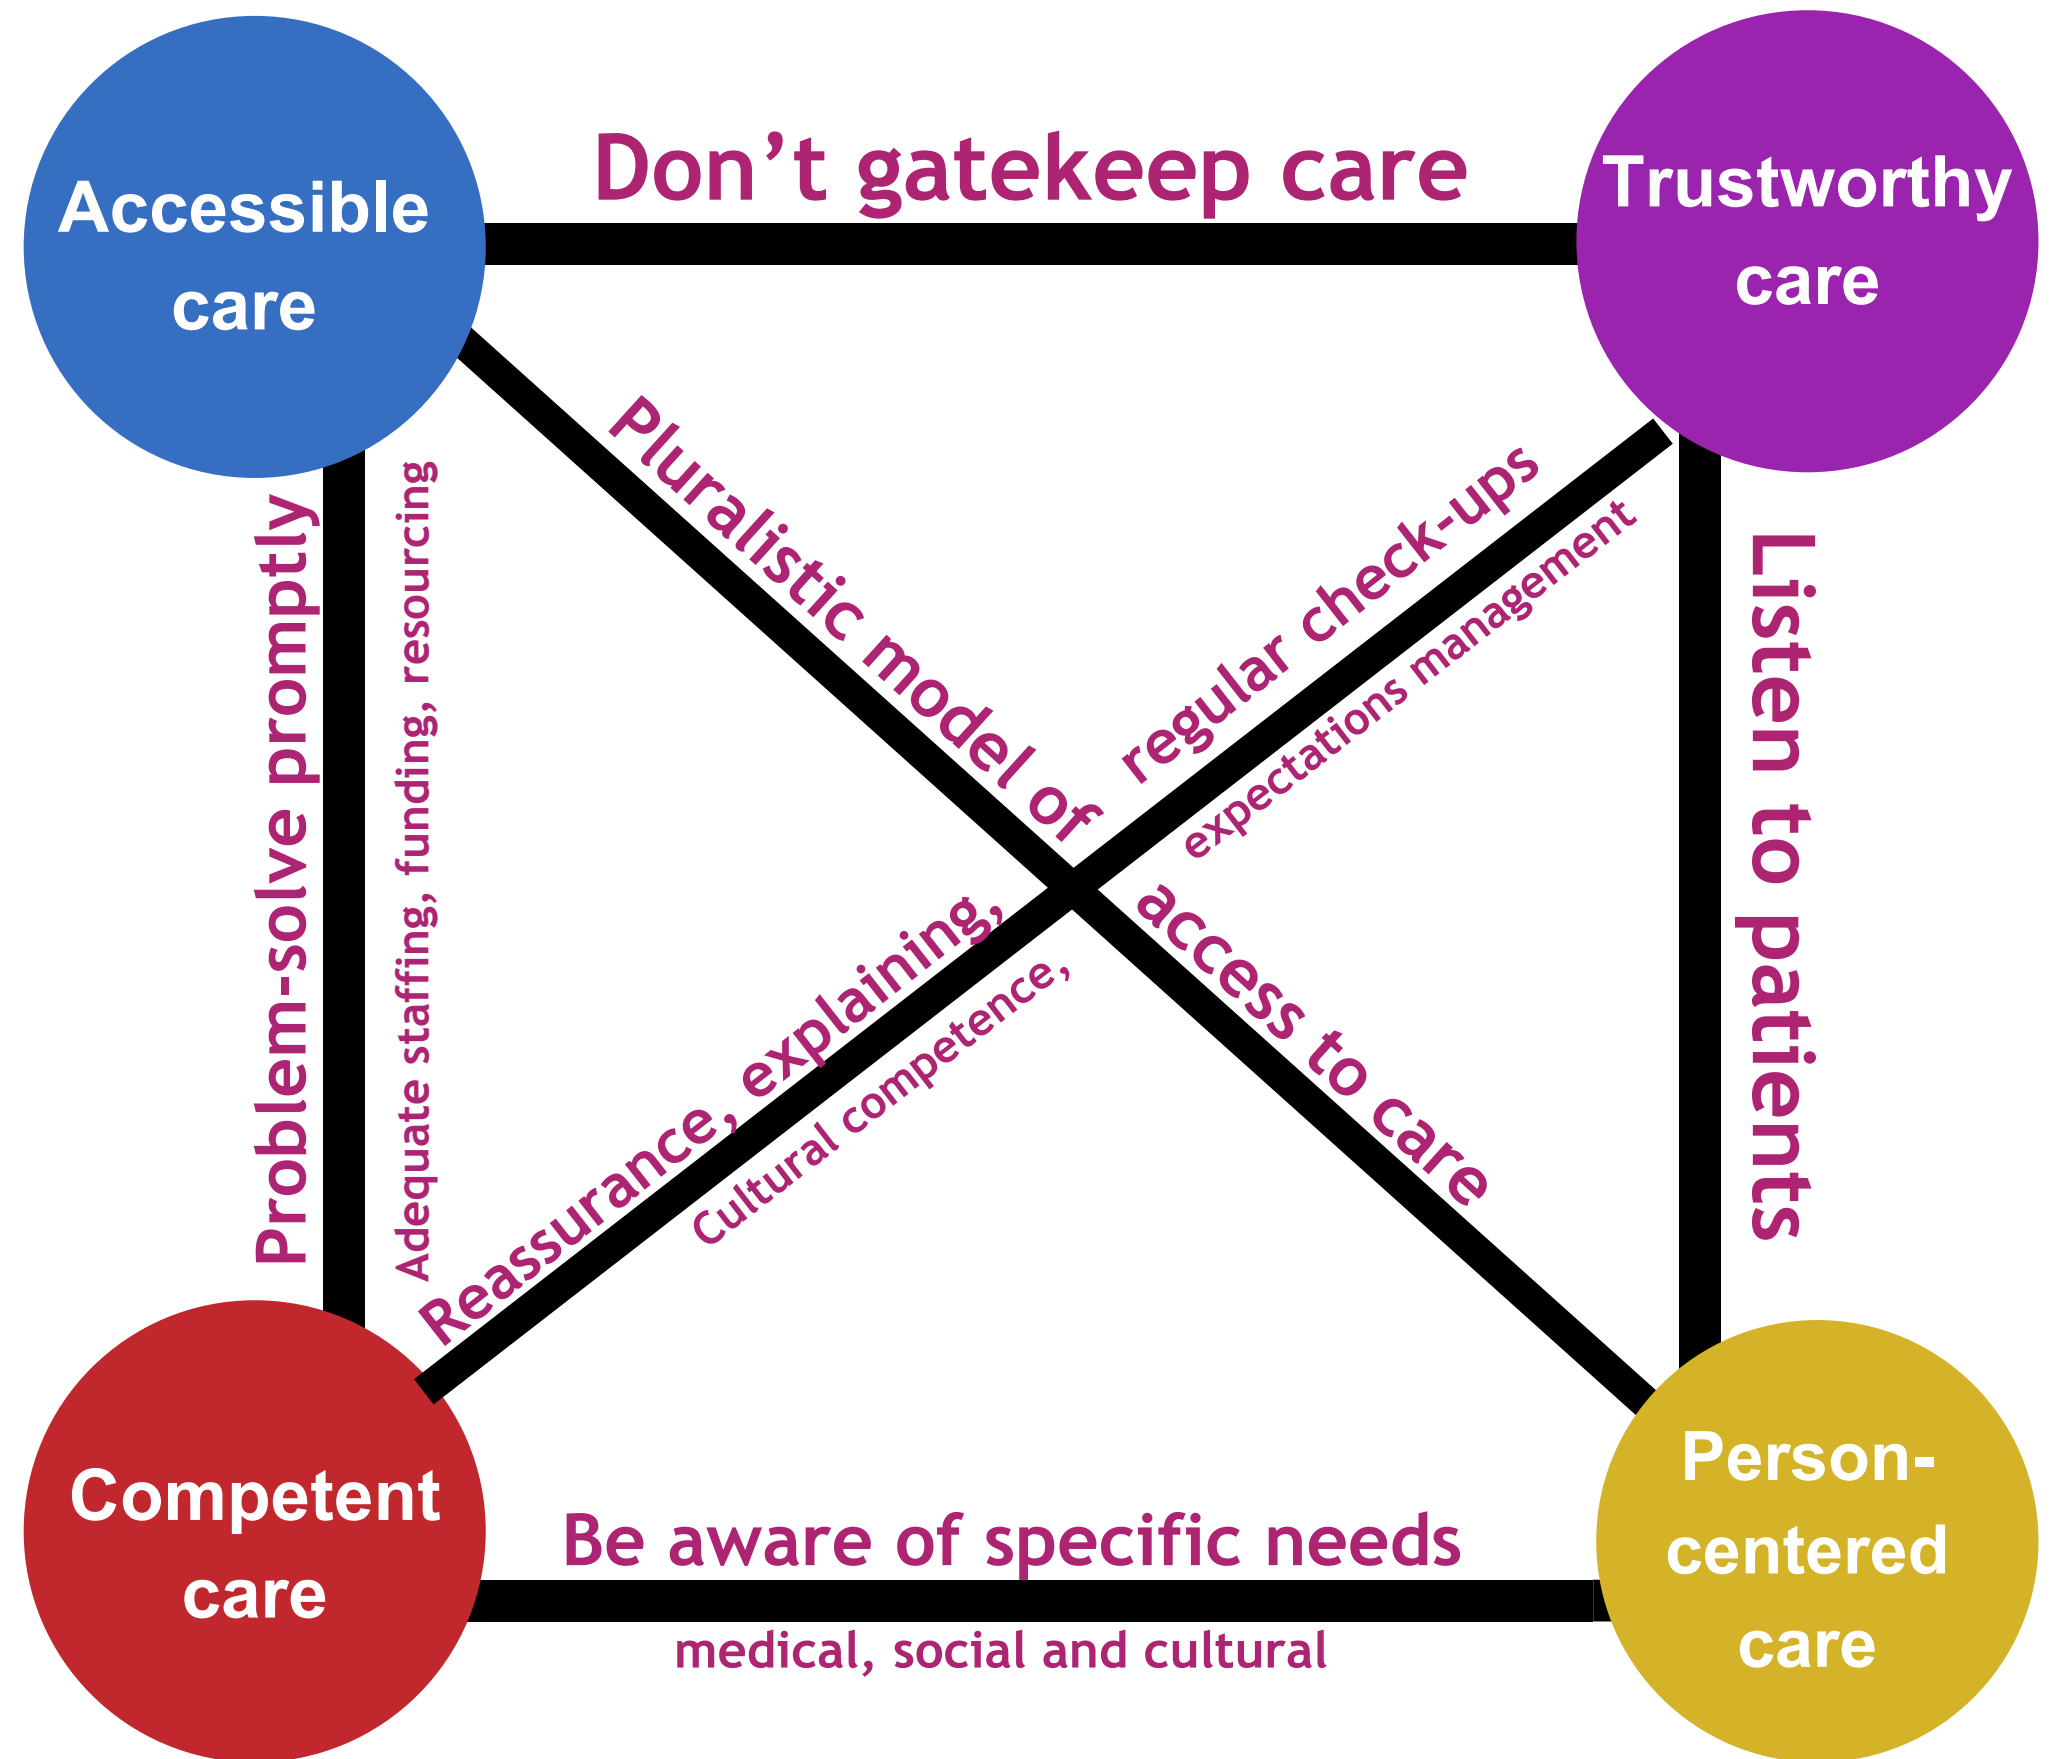 Don't gatekeep care
Accessible
care
Trustworthy
care
Problem-solve promptly
Adequate staffing, funding, resourcing
Pluralistic model of
access to care
Reassurance, explaining,
regular check-ups
Cultural competence,
expectations management
Listen to patients
Competent
care
Be aware of specific needs
medical, social and cultural
Person-
centered
care